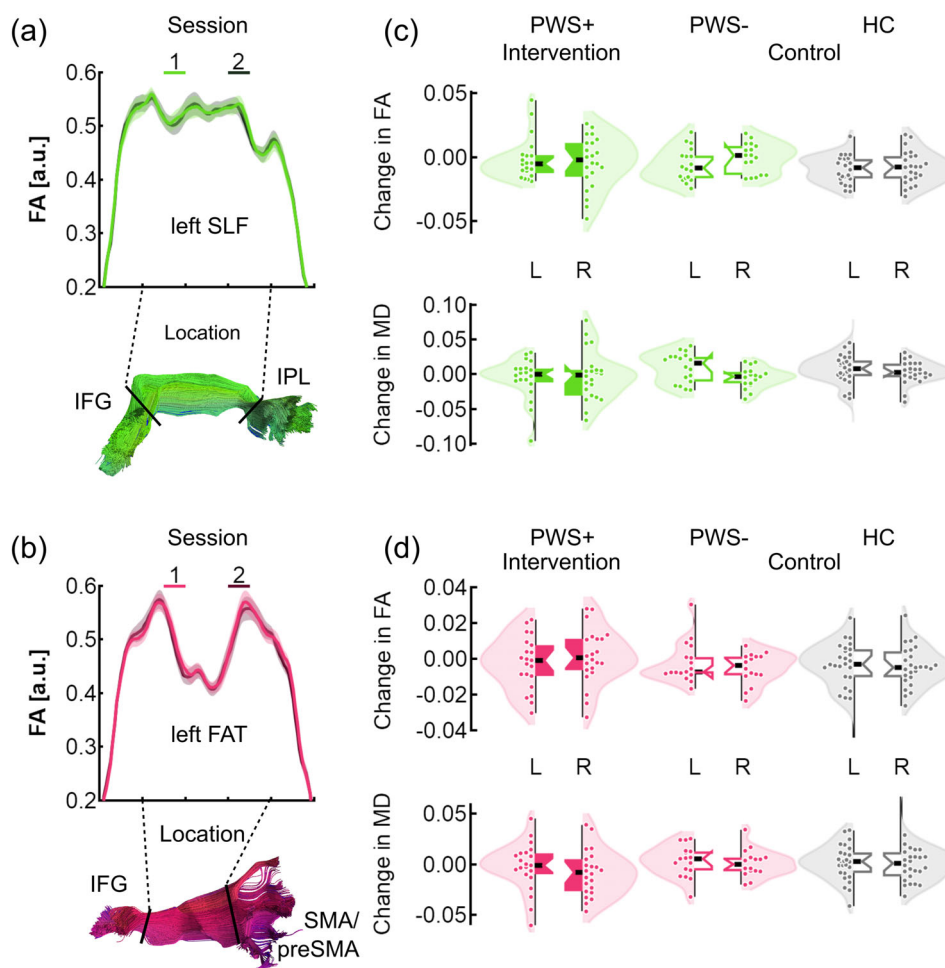 (a)
Session
1
2
0.6
0.5
0.4
0.3
0.2
FA [a.u.]
left SLF
Location
IFG
IPL
(b)
Session
1
2
0.6
0.5
0.4
0.3
0.2
FA [a.u.]
left FAT
Location
IFG
SMA/
preSMA
(c)
PWS+
PWS-
HC
Intervention
Control
0.05
0.00
-0.05
Change in FA
L
R
L
R
L
R
0.10
0.05
0.00
-0.05
-0.10
Change in MD
(d)
PWS+
PWS-
HC
Intervention
Control
0.04
0.02
0.00
-0.02
-0.04
Change in FA
L
R
L
R
L
R
0.05
0.00
-0.05
Change in MD